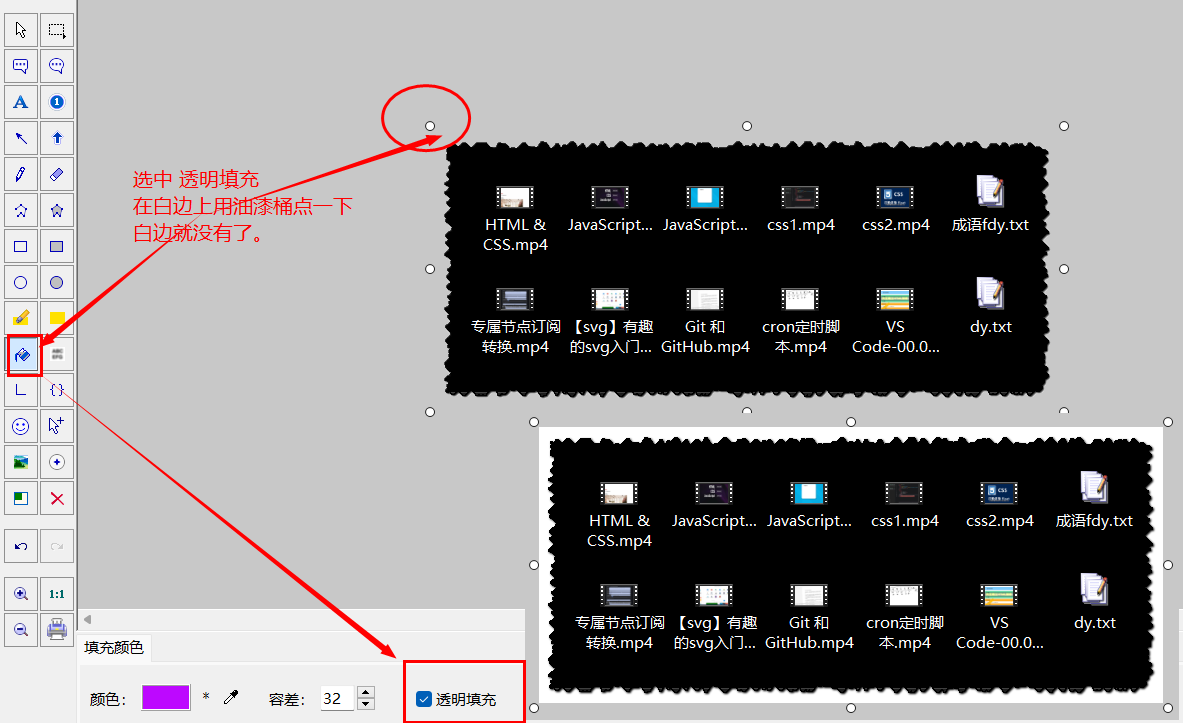 选中 透明填充
在白边上用油漆桶点一下
白边就没有了。
HTML &
CSS.mp4
JavaScript...
JavaScript...
css1.mp4
css2.mp4
成语fdy.txt
专属节点订阅
转换.mp4
【svg】有趣
的svg入门...
Git 和
GitHub.mp4
cron定时脚
本.mp4
VS
Code-00.0...
dy.txt
HTML &
CSS.mp4
JavaScript...
JavaScript...
css1.mp4
css2.mp4
成语fdy.txt
专属节点订阅
转换.mp4
【svg】有趣
的svg入门...
Git 和
GitHub.mp4
cron定时脚
本.mp4
VS
Code-00.0...
dy.txt
A
1
{}
1:1
填充颜色
颜色:
*
容差:
32
透明填充